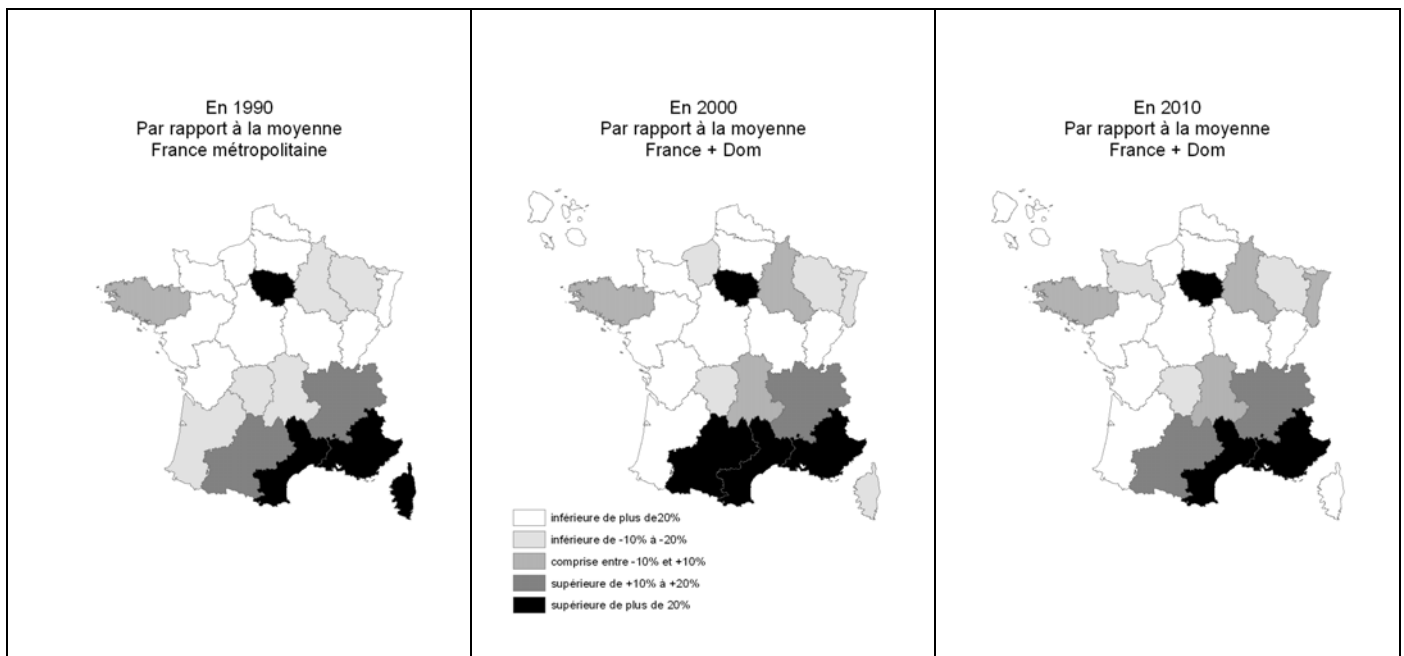 En 1990
Par rapport à la moyenne
France métropolitaine
En 2000
Par rapport à la moyenne
France + Dom
inférieure de plus de20%
inférieure de -10% à -20%
comprise entre -10% et +10%
supérieure de +10% à +20%
supérieure de plus de 20%
En 2010
Par rapport à la moyenne
France + Dom